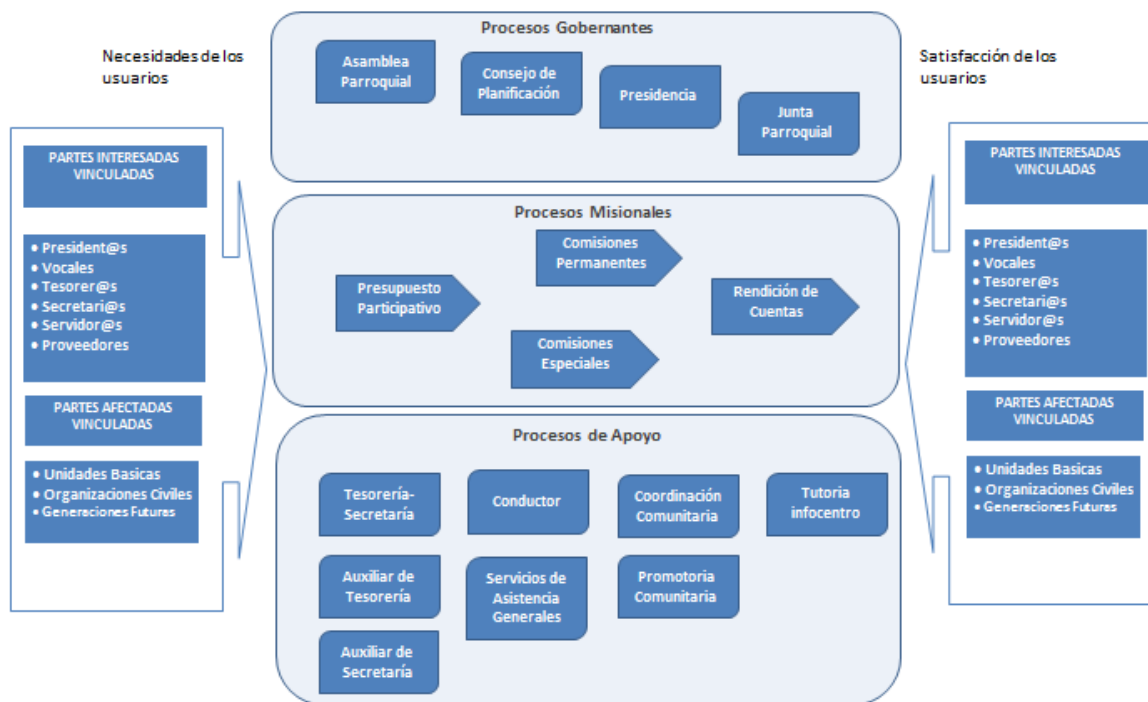 Necesidades de los
usuarios
PARTES INTERESADAS
VINCULADAS
• President@s
• Vocales
• Tesorer@s
• Secretari@s
• Servidor@s
• Proveedores
PARTES AFECTADAS
VINCULADAS
• Unidades Basicas
• Organizaciones Civiles
• Generaciones Futuras
Procesos Gobernantes
Asamblea
Parroquial
Consejo de
Planificación
Presidencia
Junta
Parroquial
Procesos Misionales
Presupuesto
Participativo
Comisiones
Permanentes
Comisiones
Especiales
Rendición de
Cuentas
Procesos de Apoyo
Tesorería-
Secretaría
Conductor
Coordinación
Comunitaria
Tutoria
infocentro
Auxiliar de
Tesorería
Servicios de
Asistencia
Generales
Promotoria
Comunitaria
Auxiliar de
Secretaría
Satisfacción de los
usuarios
PARTES INTERESADAS
VINCULADAS
• President@s
• Vocales
• Tesorer@s
• Secretari@s
• Servidor@s
• Proveedores
PARTES AFECTADAS
VINCULADAS
• Unidades Basicas
• Organizaciones Civiles
• Generaciones Futuras